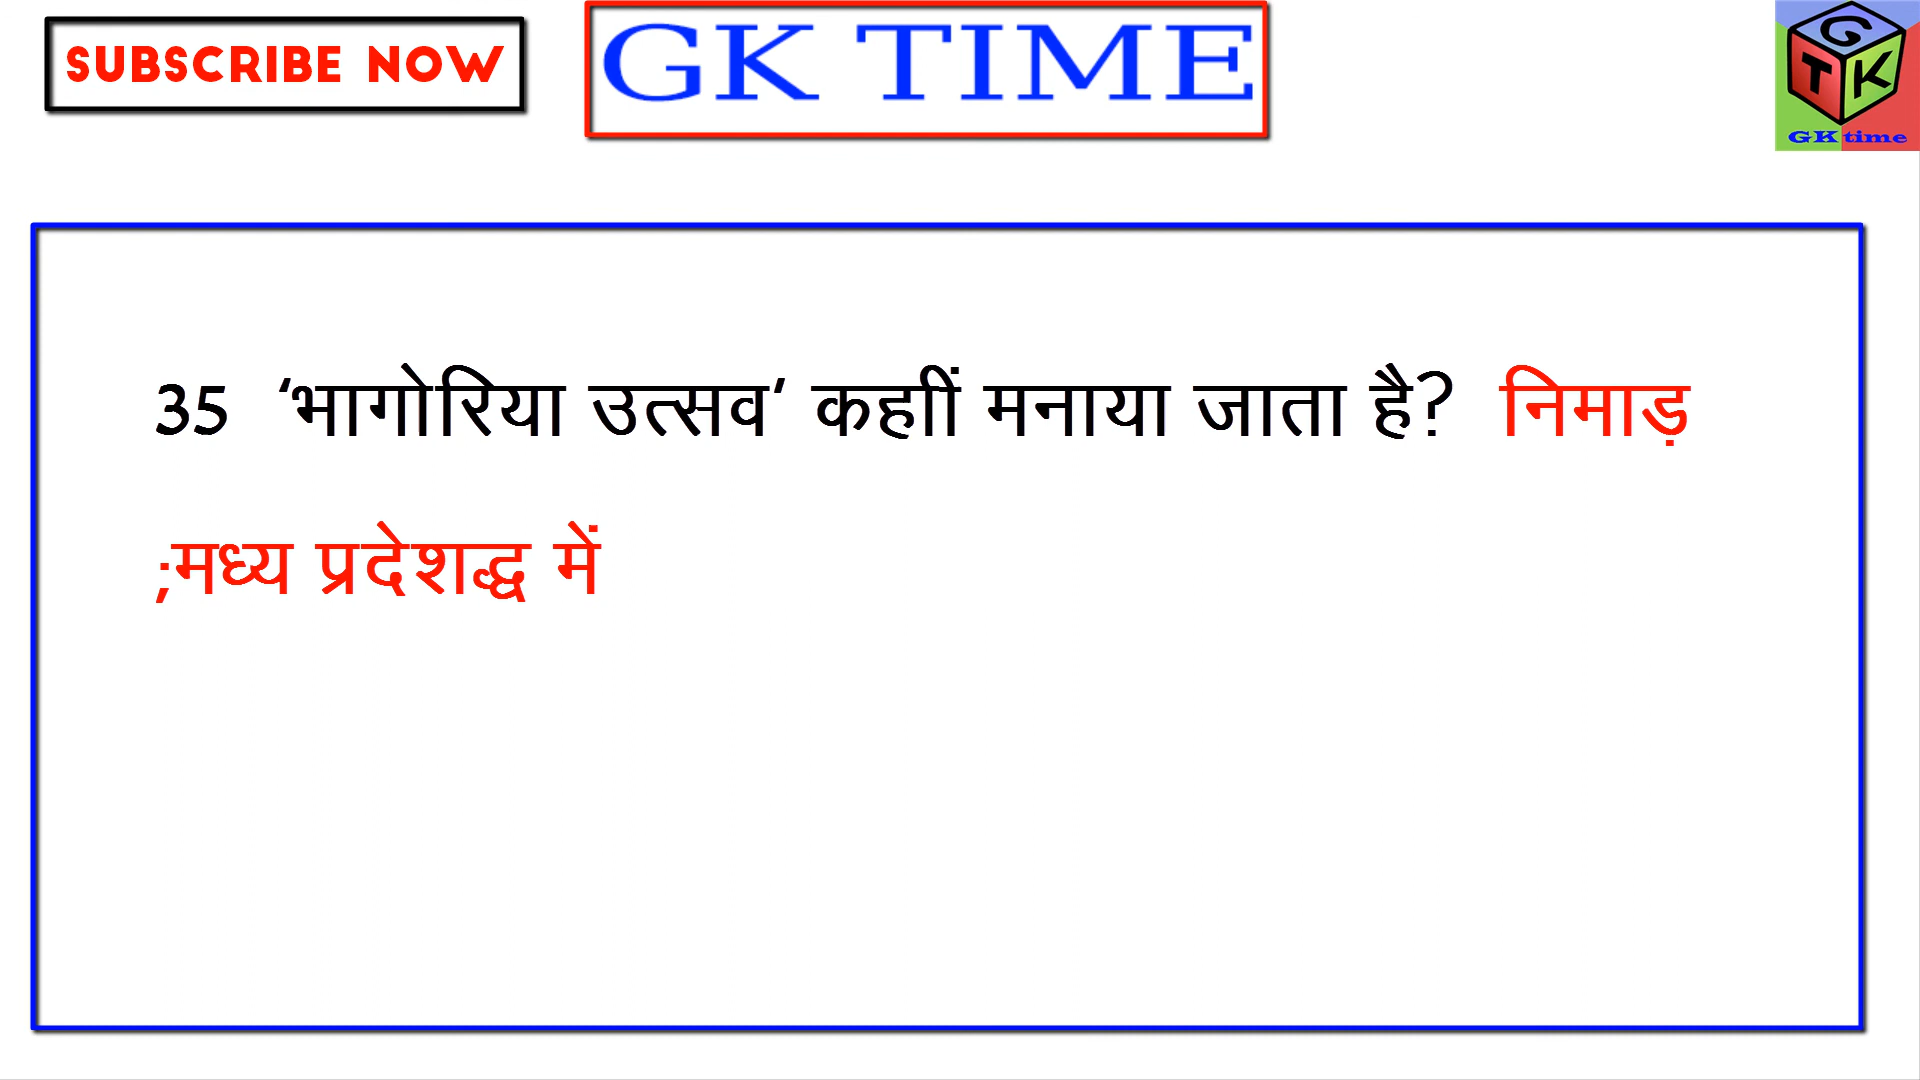 SUBSCRIBE NOW
GK TIME
G
T K
GK time
35 ‘भागोरिया उत्सव’ कहाीं मनाया जाता है? निमाड़
;मध्य प्रदेशद्ध में